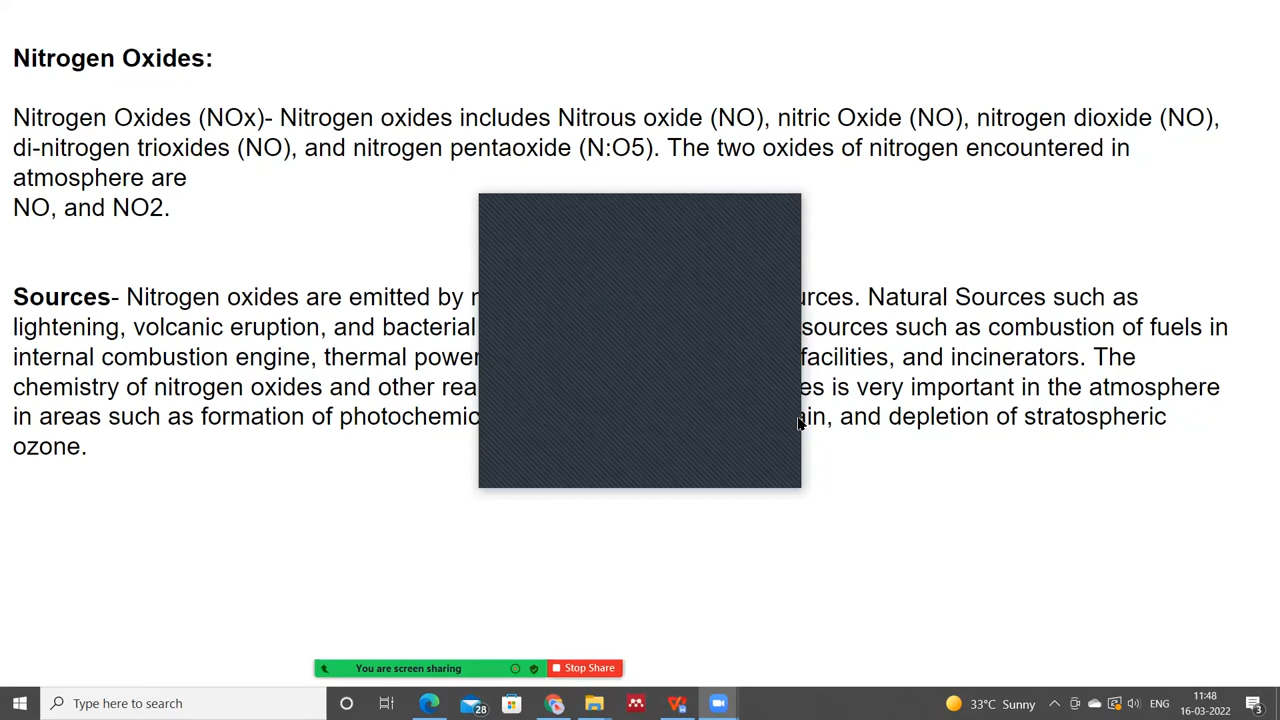 Nitrogen Oxides:
Nitrogen Oxides (NOx)- Nitrogen oxides includes Nitrous oxide (NO), nitric Oxide (NO), nitrogen dioxide (NO),
di-nitrogen trioxides (NO), and nitrogen pentaoxide (N:O5). The two oxides of nitrogen encountered in
atmosphere are
NO, and NO2.
Sources- Nitrogen oxides are emitted by Natural Sources such as
lightening, volcanic eruption, and bacterial sources such as combustion of fuels in
internal combustion engine, thermal power facilities, and incinerators. The
chemistry of nitrogen oxides and other is very important in the atmosphere
in areas such as formation of and depletion of stratospheric
ozone.
You are screen sharing Stop Share
Type here to search 28 33°C Sunny ENG 11:48 16-03-2022 3